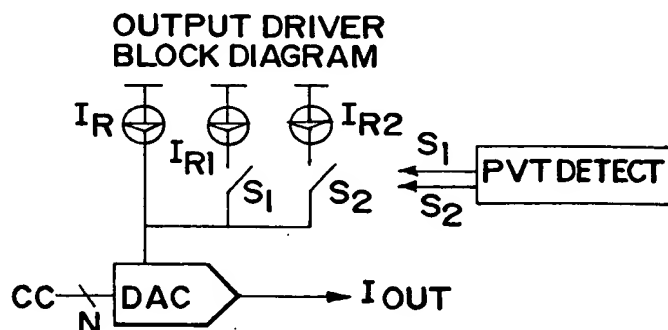 OUTPUT DRIVER
BLOCK DIAGRAM
IR
IR1
IR2
S1
S2
S1
S2
PVT DETECT
CC
N
DAC
IOUT